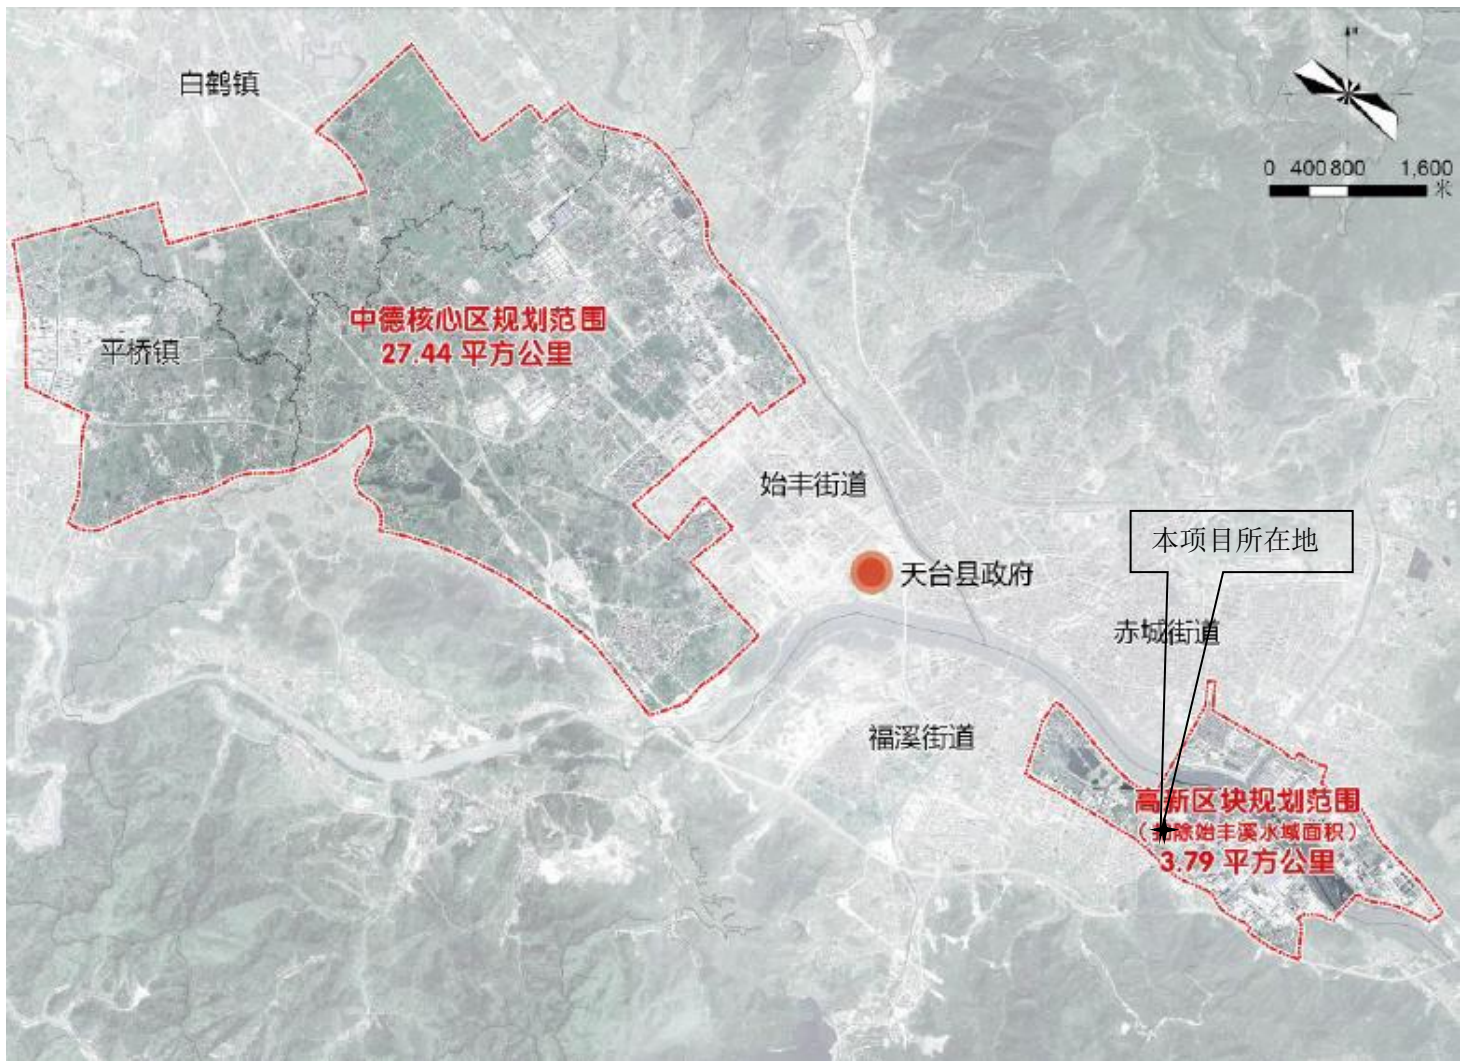 白鹤镇
0 400 800 1,600
米
中德核心区规划范围
27.44 平方公里
平桥镇
始丰街道
本项目所在地
天台县政府
赤城街道
福溪街道
高新区块规划范围
（扣除始丰溪水域面积）
3.79 平方公里